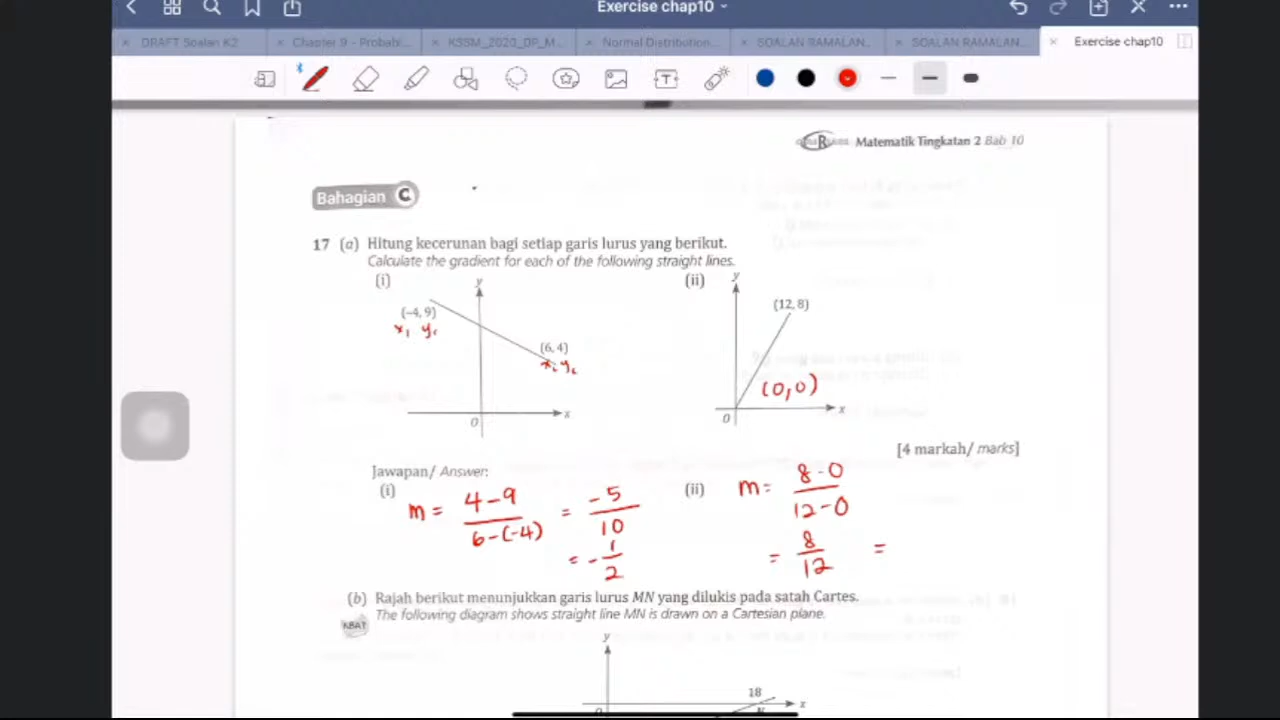 Exercise chap10
DRAFT Soalan K2
Chapter 9 - Probabi...
KSSM_2020_DP_M...
Normal Distribution...
SOALAN RAMALAN...
SOALAN RAMALAN...
Exercise chap10
Matematik Tingkatan 2 Bab 10
Bahagian C
17 (a) Hitung kecerunan bagi setiap garis lurus yang berikut.
Calculate the gradient for each of the following straight lines.
(i)
y
(-4, 9)
x₁ y₁
(6, 4)
x₂ y₂
0
x
(ii)
y
(12, 8)
(0,0)
0
x
[4 markah/ marks]
Jawapan/ Answer:
(i)
m = 4-9 / 6-(-4) = -5 / 10
= - 1 / 2
(ii)
m = 8-0 / 12-0
= 8 / 12 =
(b) Rajah berikut menunjukkan garis lurus MN yang dilukis pada satah Cartes.
The following diagram shows straight line MN is drawn on a Cartesian plane.
KBAT
y
18
x
N